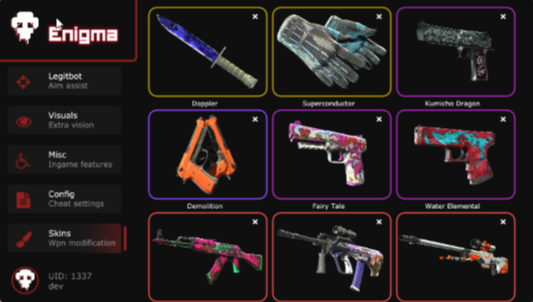 Enigma
Legitbot
Aim assist
Visuals
Extra vision
Misc
Ingame features
Config
Cheat settings
Skins
Wpn modification
UID: 1337
dev
Doppler
Superconductor
Kumicho Dragon
Demolition
Fairy Tale
Water Elemental